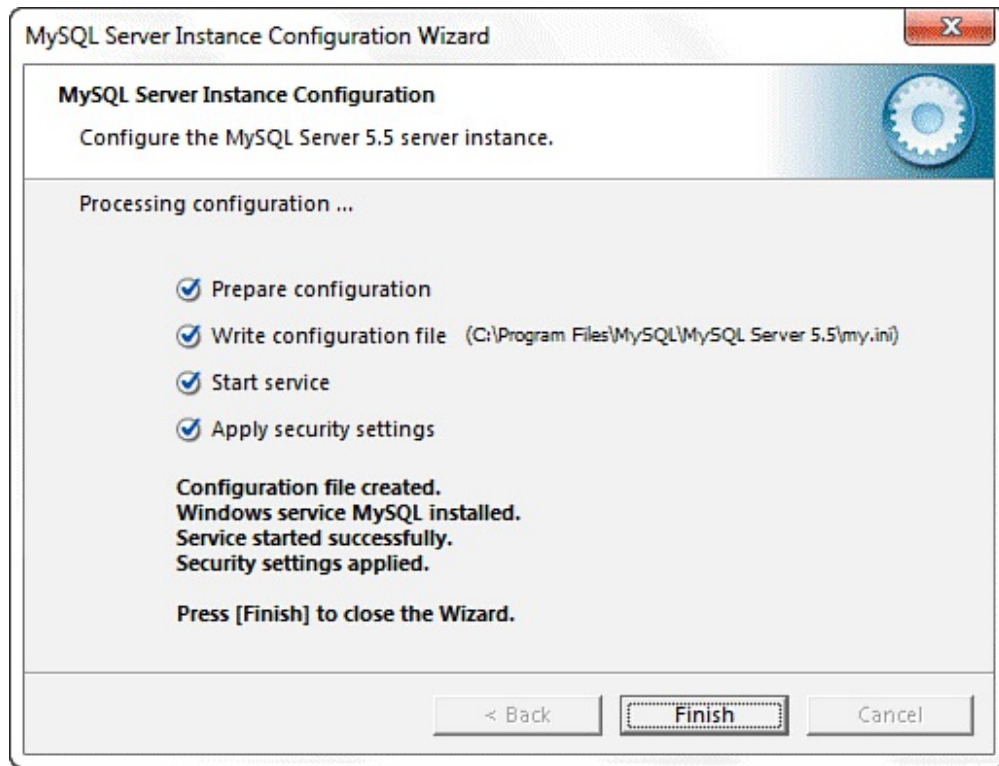 MySQL Server Instance Configuration Wizard
MySQL Server Instance Configuration
Configure the MySQL Server 5.5 server instance.
Processing configuration ...
Prepare configuration
Write configuration file (C:\Program Files\MySQL\MySQL Server 5.5\my.ini)
Start service
Apply security settings
Configuration file created.
Windows service MySQL installed.
Service started successfully.
Security settings applied.
Press [Finish] to close the Wizard.
< Back Finish Cancel